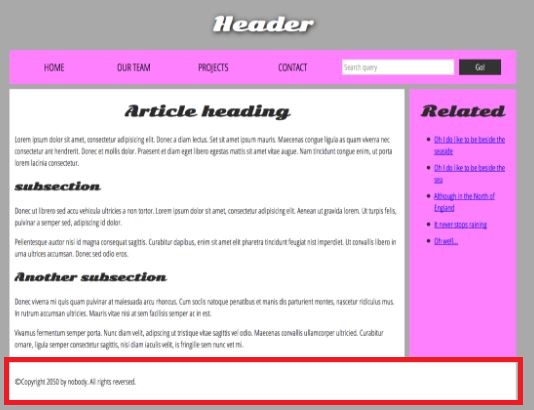 Header
HOME
OUR TEAM
PROJECTS
CONTACT
Search query
Go!
Article heading
Lorem ipsum dolor sit amet, consectetur adipisicing elit. Donec a diam lectus. Set sit amet ipsum mauris. Maecenas congue ligula as quam viverra nec
consectetur ant hendrerit. Donec et mollis dolor. Praesent et diam eget libero egestas mattis sit amet vitae augue. Nam tincidunt congue enim, ut porta
lorem lacinia consectetur.
subsection
Donec ut librero sed accu vehicula ultricies a non tortor. Lorem ipsum dolor sit amet, consectetur adipisicing elit. Aenean ut gravida lorem. Ut turpis felis,
pulvinar a semper sed, adipiscing id dolor.
Pelientesque auctor nisi id magna consequat sagittis. Curabitur dapibus, enim sit amet elit pharetra tincidunt feugiat nist imperdiet. Ut convallis libero in
urna ultrices accumsan. Donec sed odio eros.
Another subsection
Donec viverra mi quis quam pulvinar at malesuada arcu rhoncus. Cum soclis natoque penatibus et manis dis parturient montes, nascetur ridiculus mus.
In rutrum accumsan ultricies. Mauris vitae nisi at sem facilisis semper ac in est.
Vivamus fermentum semper porta. Nunc diam velit, adipscing ut tristique vitae sagittis vel odio. Maecenas convallis ullamcorper ultricied. Curabitur
ornare, ligula semper consectetur sagittis, nisi diam iaculis velit, is fringille sem nunc vet mi.
Related
Oh I do like to be beside the
seaside
Oh I do like to be beside the
sea
Although in the North of
England
It never stops raining
Oh well...
©Copyright 2050 by nobody. All rights reversed.